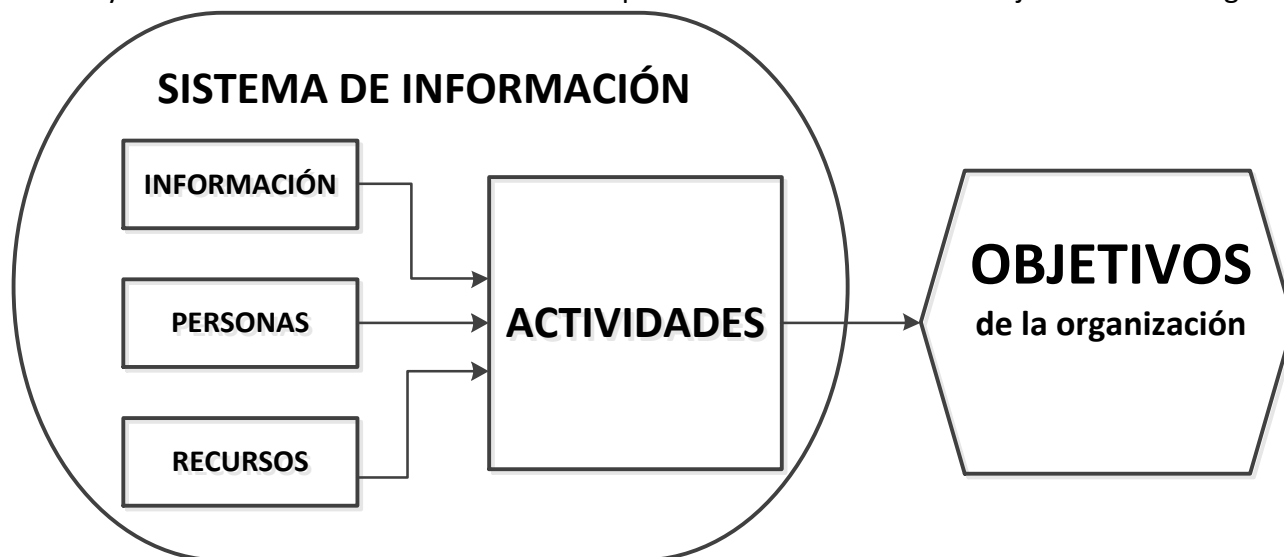 SISTEMA DE INFORMACIÓN
INFORMACIÓN
PERSONAS
RECURSOS
ACTIVIDADES
OBJETIVOS
de la organización